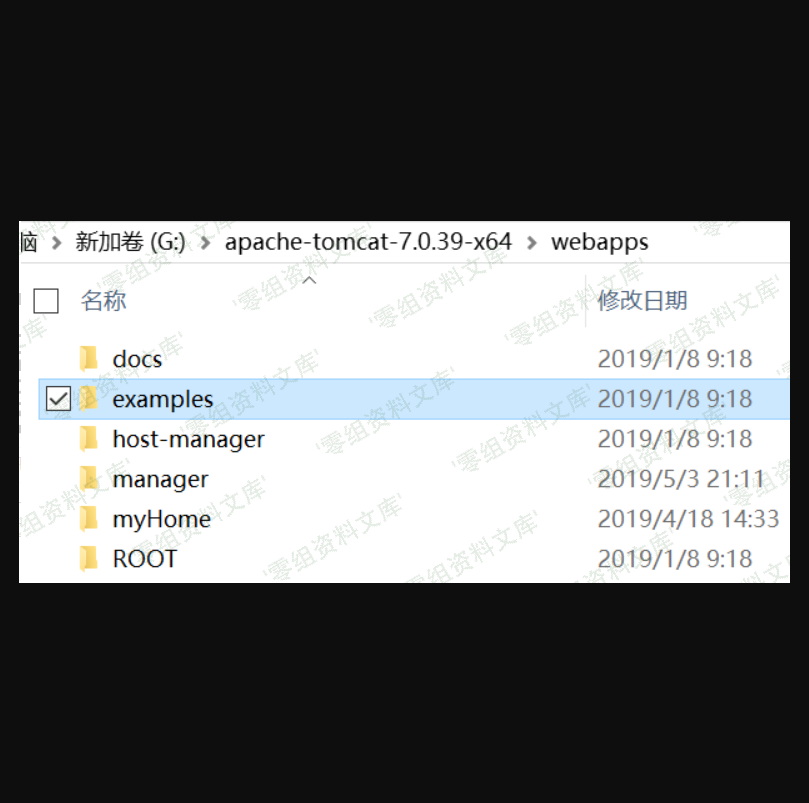 脑 > 新加卷 (G:) > apache-tomcat-7.0.39-x64 > webapps
名称 修改日期
docs 2019/1/8 9:18
examples 2019/1/8 9:18
host-manager 2019/1/8 9:18
manager 2019/5/3 21:11
myHome 2019/4/18 14:33
ROOT 2019/1/8 9:18
'零组资料文库'